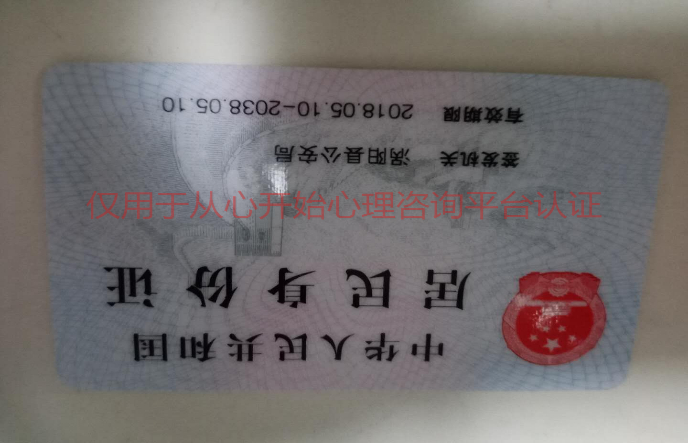 中华人民共和国
居民身份证
仅用于从心开始心理咨询平台认证
签发机关 涡阳县公安局
有效期限 2018.05.10-2038.05.10